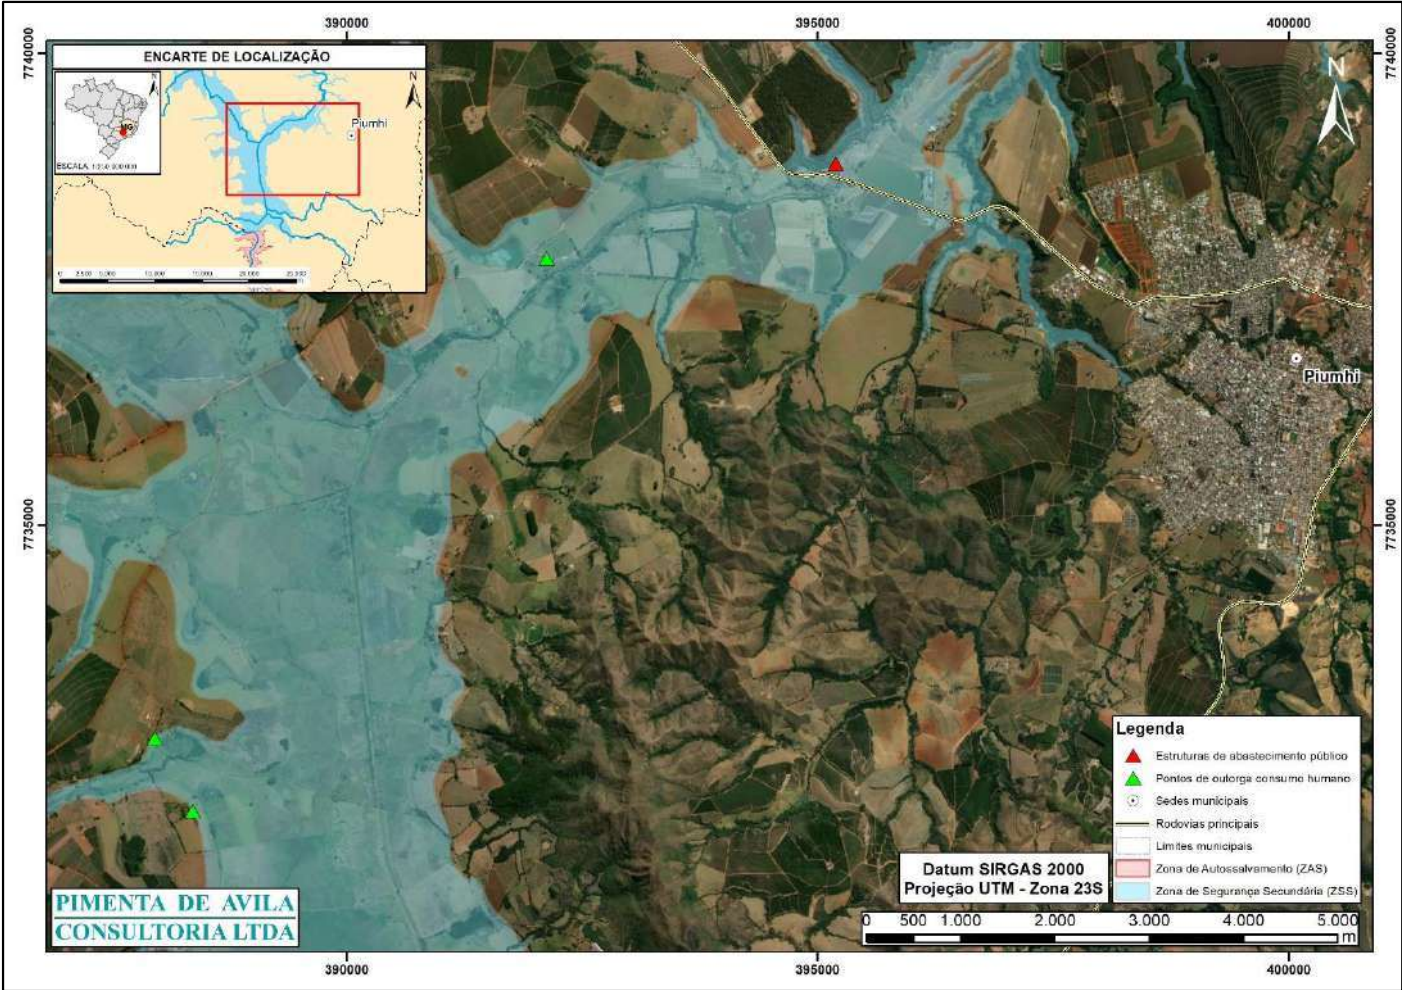 390000
395000
400000
7740000
7740000
ENCARTE DE LOCALIZAÇÃO
N
MG
Piumhi
N
N
Piumhi
7735000
7735000
Legenda
Estruturas de abastecimento público
Pontos de outorga consumo humano
Sedes municipais
Rodovias principais
Limites municipais
Zona de Autossalvamento (ZAS)
Zona de Segurança Secundária (ZSS)
Datum SIRGAS 2000
Projeção UTM - Zona 23S
0 500 1.000 2.000 3.000 4.000 5.000
m
PIMENTA DE AVILA
CONSULTORIA LTDA
390000
395000
400000